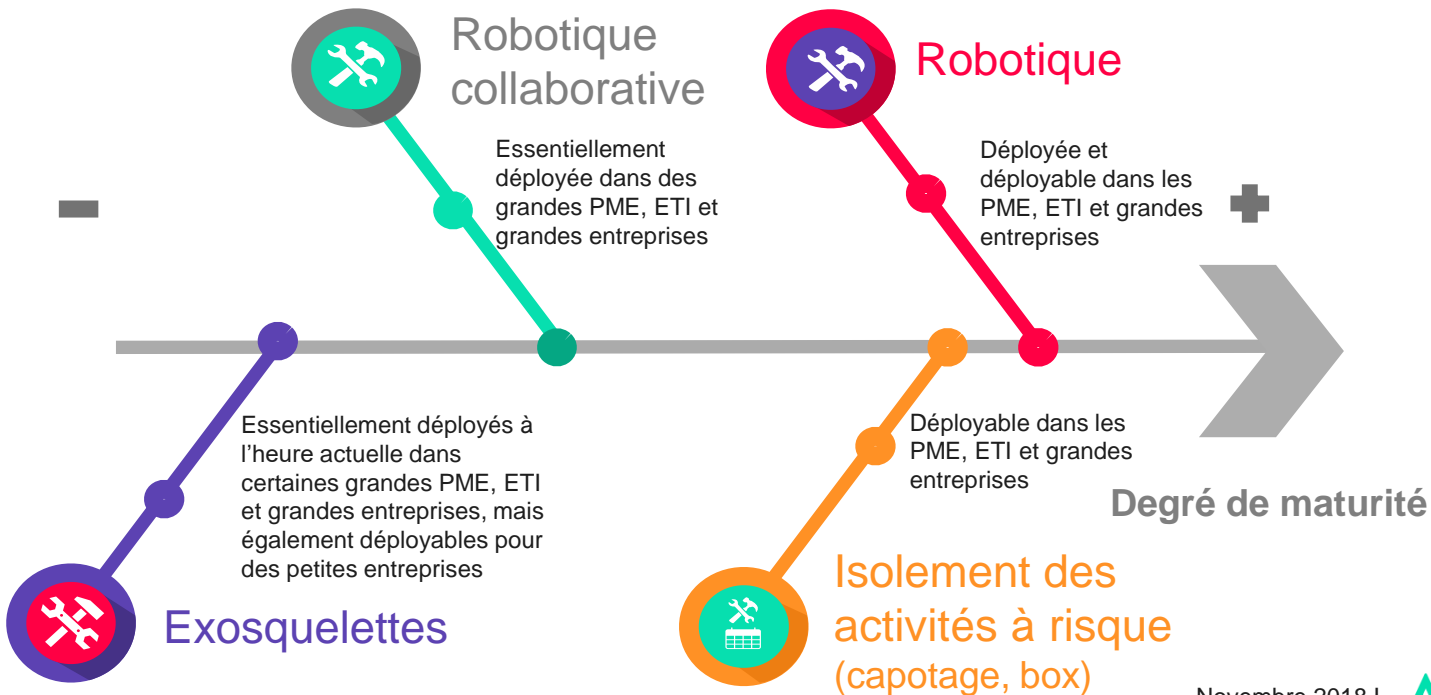 Robotique
collaborative
Essentiellement
déployée dans des
grandes PME, ETI et
grandes entreprises
Robotique
Déployée et
déployable dans les
PME, ETI et grandes
entreprises
Essentiellement déployés à
l'heure actuelle dans
certaines grandes PME, ETI
et grandes entreprises, mais
également déployables pour
des petites entreprises
Exosquelettes
Déployable dans les
PME, ETI et grandes
entreprises
Degré de maturité
Isolement des
activités à risque
(capotage, box)